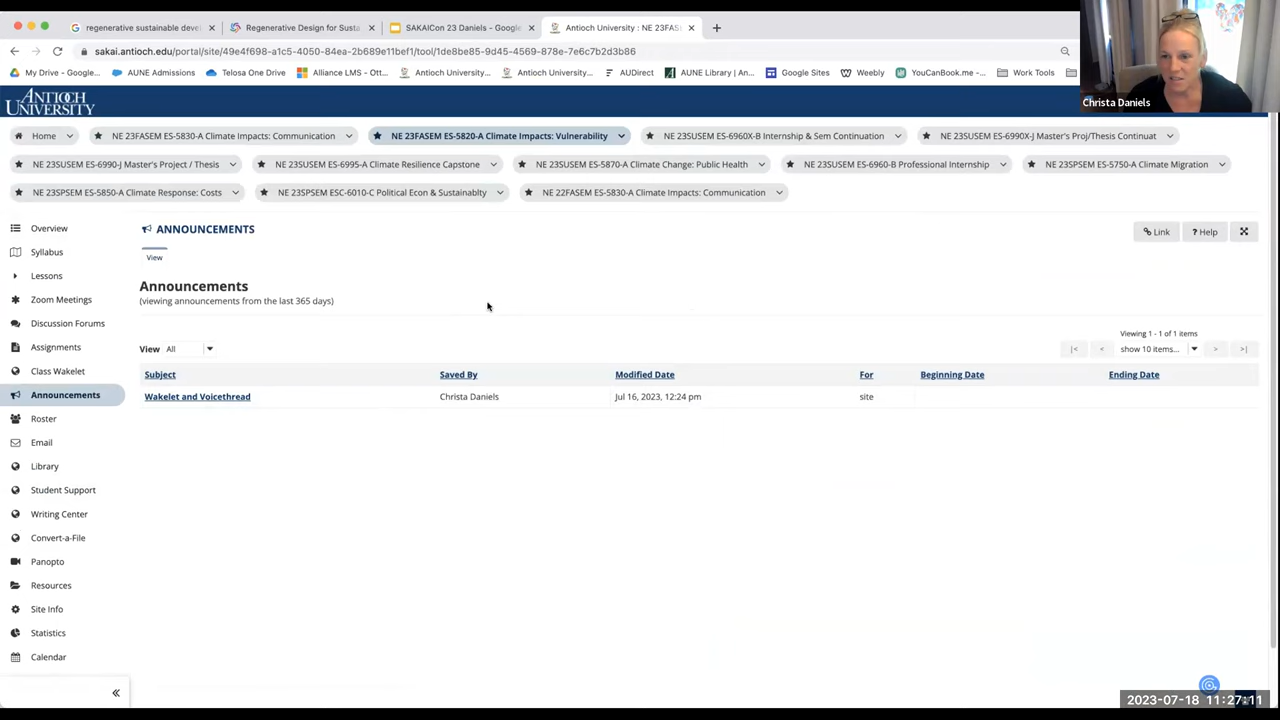 regenerative sustainable devel
Regenerative Design for Susta
SAKAICon 23 Daniels - Google
Antioch University : NE 23FAS
sakai.antioch.edu/portal/site/49e4f698-a1c5-4050-84ea-2b689e11bef1/tool/1de8be85-9d45-4569-878e-7e6c7b2d3b86
My Drive - Google...
AUNE Admissions
Telosa One Drive
Alliance LMS - Ott...
Antioch University...
Antioch University...
AUDirect
AUNE Library | An...
Google Sites
Weebly
YouCanBook.me -...
Work Tools
Christa Daniels
ANTIOCH
UNIVERSITY
Home
NE 23FASEM ES-5830-A Climate Impacts: Communication
NE 23FASEM ES-5820-A Climate Impacts: Vulnerability
NE 23SUSEM ES-6960X-B Internship & Sem Continuation
NE 23SUSEM ES-6990X-J Master's Proj/Thesis Continuat
NE 23SUSEM ES-6990-J Master's Project / Thesis
NE 23SUSEM ES-6995-A Climate Resilience Capstone
NE 23SUSEM ES-5870-A Climate Change: Public Health
NE 23SUSEM ES-6960-B Professional Internship
NE 23SPSEM ES-5750-A Climate Migration
NE 23SPSEM ES-5850-A Climate Response: Costs
NE 23SPSEM ESC-6010-C Political Econ & Sustainablty
NE 22FASEM ES-5830-A Climate Impacts: Communication
Overview
Syllabus
Lessons
Zoom Meetings
Discussion Forums
Assignments
Class Wakelet
Announcements
Roster
Email
Library
Student Support
Writing Center
Convert-a-File
Panopto
Resources
Site Info
Statistics
Calendar
ANNOUNCEMENTS
Link
? Help
View
Announcements
(viewing announcements from the last 365 days)
View All
Viewing 1 - 1 of 1 items
|< < show 10 items... > >|
Subject Saved By Modified Date For Beginning Date Ending Date
Wakelet and Voicethread Christa Daniels Jul 16, 2023, 12:24 pm site
2023-07-18 11:27:11